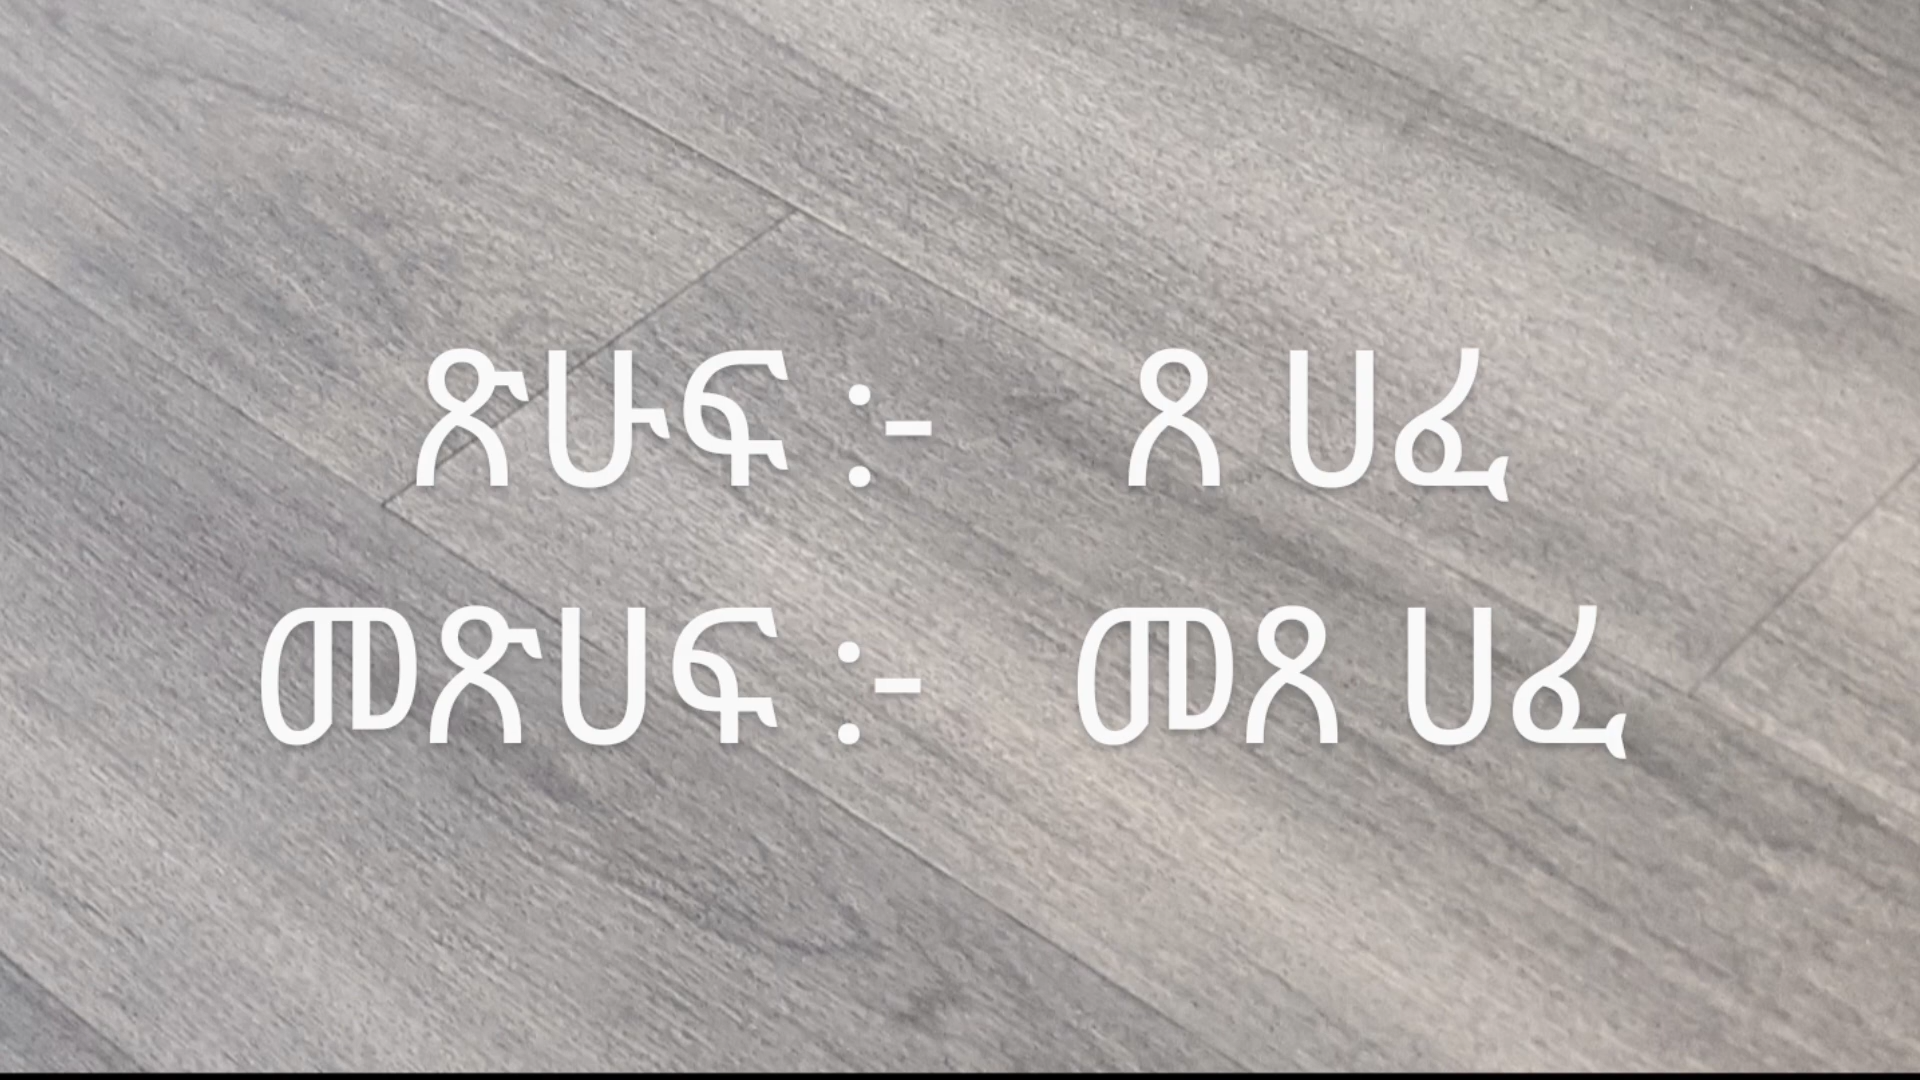 ጽሁፍ :- ጸ ሀፈ
መጽሀፍ :- መጸ ሀፈ